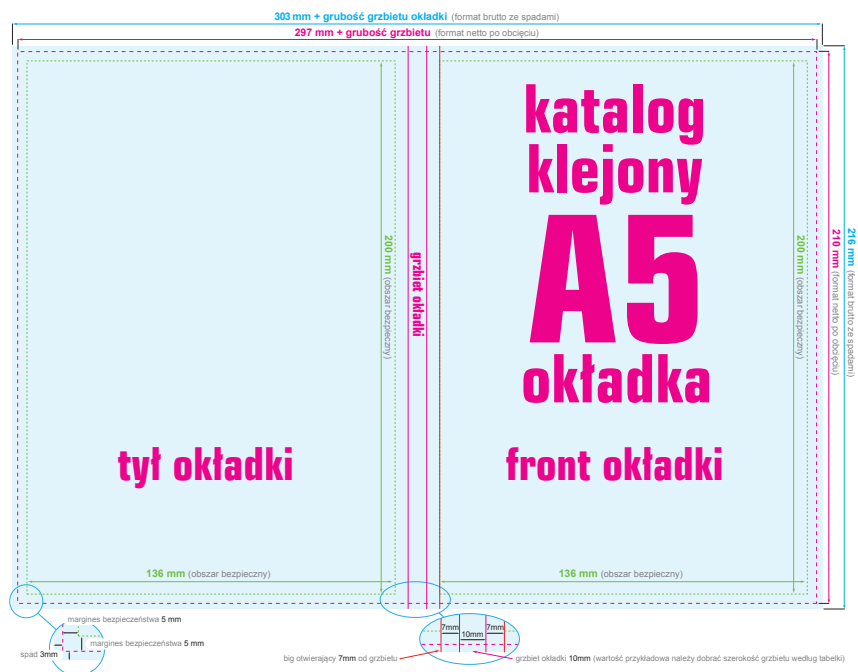 303 mm + grubość grzbietu okładki (format brutto ze spadami)
297 mm + grubość grzbietu (format netto po obcięciu)
katalog
klejony
A5
okładka
200 mm (obszar bezpieczny)
grzbiet okładki
200 mm (obszar bezpieczny)
210 mm (format netto po obcięciu)
216 mm (format brutto ze spadami)
tył okładki
front okładki
136 mm (obszar bezpieczny)
136 mm (obszar bezpieczny)
margines bezpieczeństwa 5 mm
margines bezpieczeństwa 5 mm
spad 3mm
7mm
10mm
7mm
big otwierający 7mm od grzbietu
grzbiet okładki 10mm (wartość przykładowa należy dobrać szerokość grzbietu według tabelki)